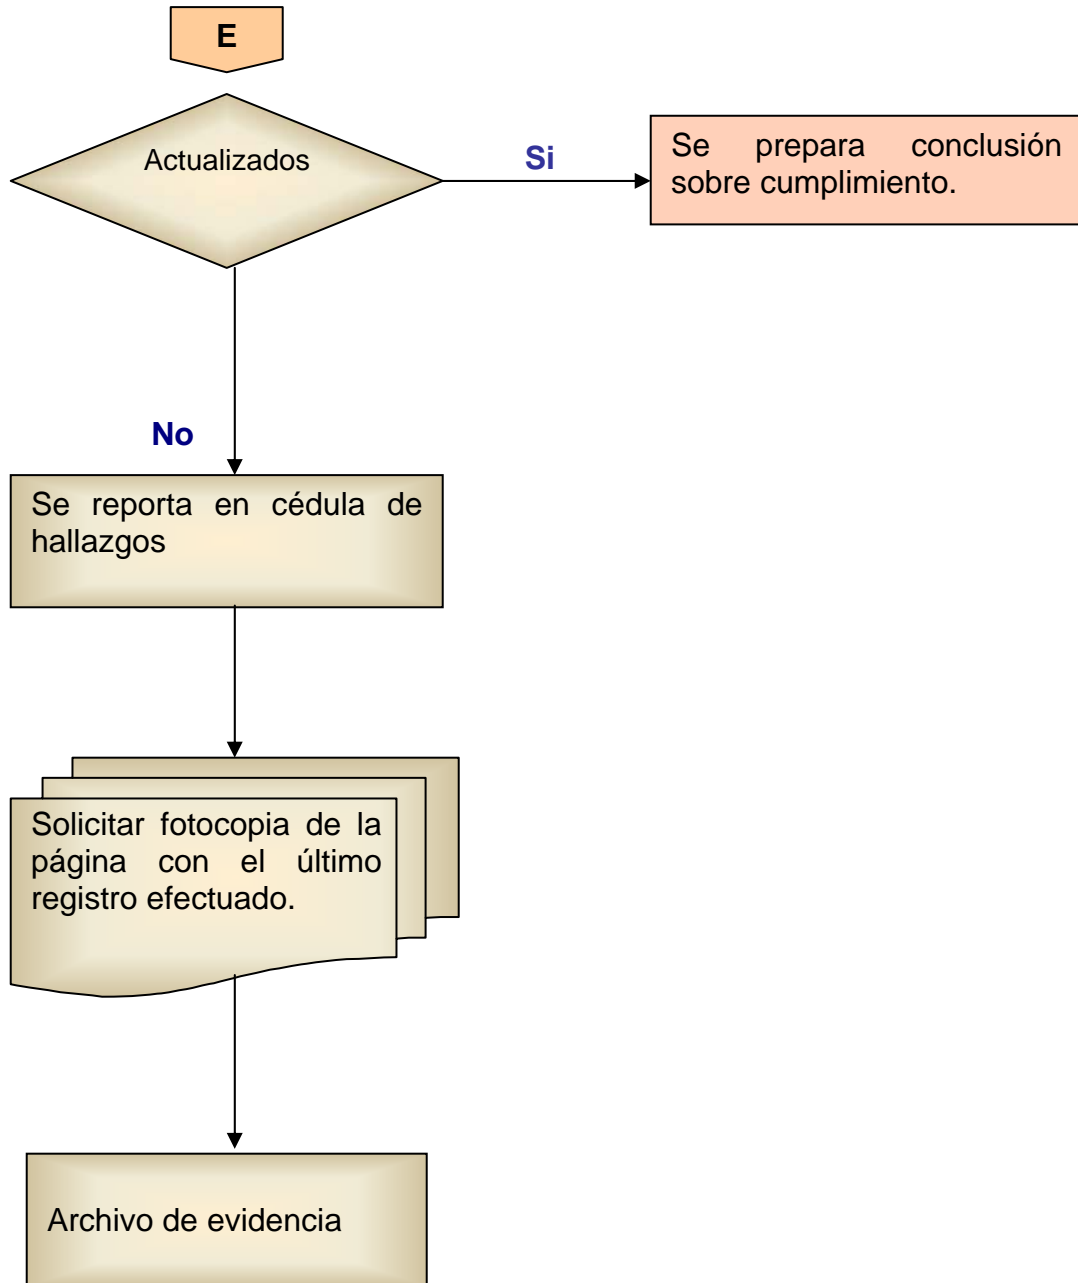 E
Actualizados
Si
Se prepara conclusión
sobre cumplimiento.
No
Se reporta en cédula de
hallazgos
Solicitar fotocopia de la
página con el último
registro efectuado.
Archivo de evidencia